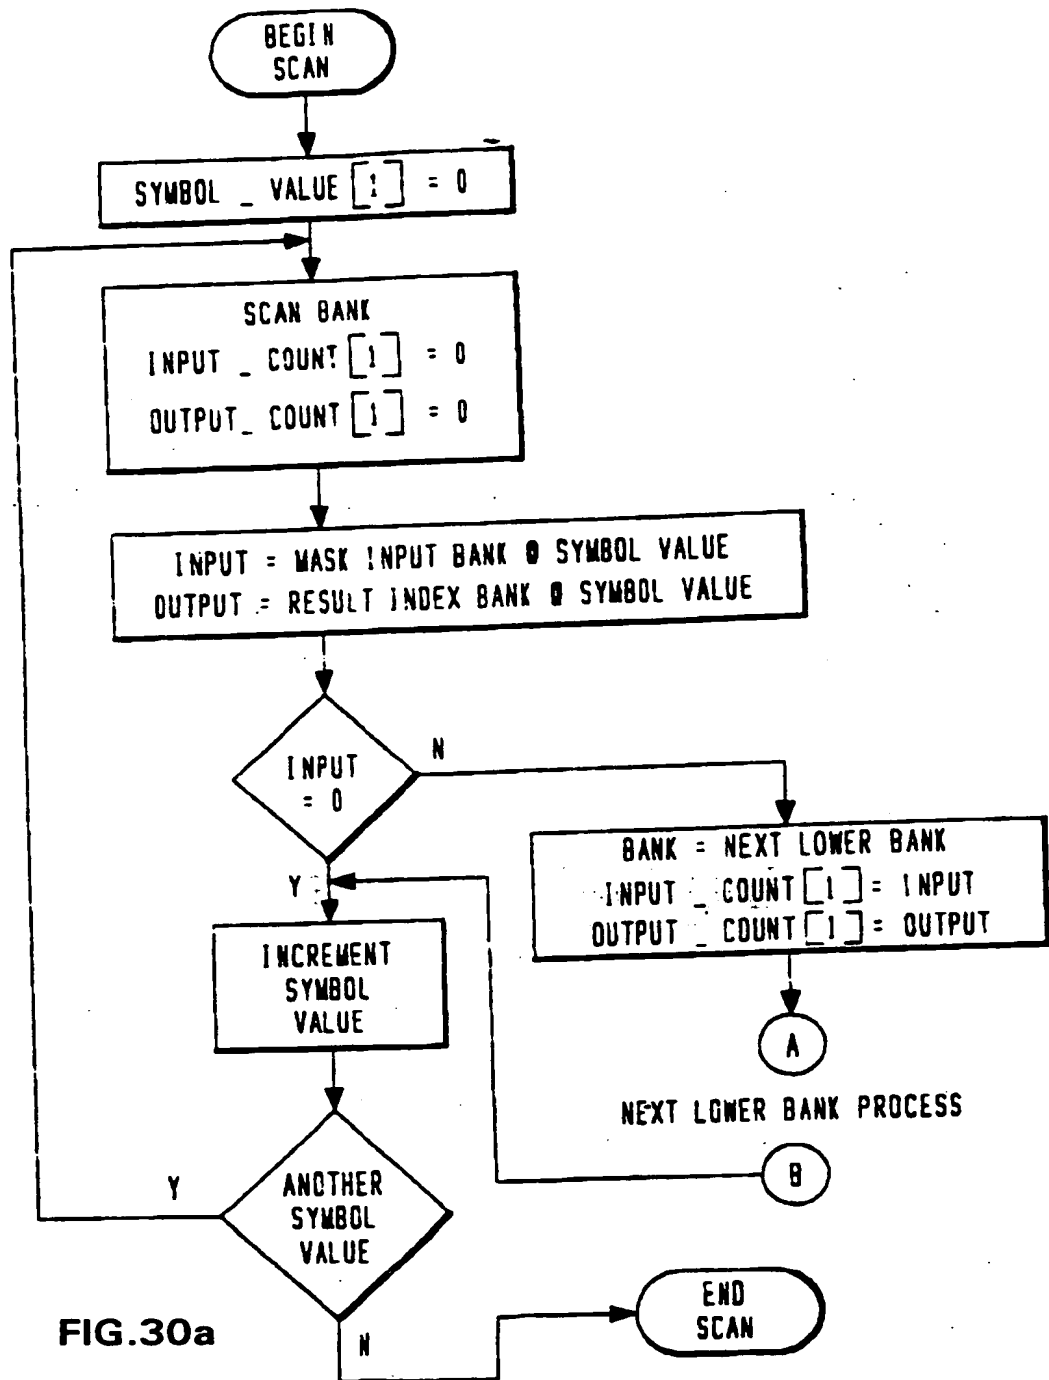 BEGIN
SCAN
SYMBOL _ VALUE [1] = 0
SCAN BANK
INPUT _ COUNT [1] = 0
OUTPUT _ COUNT [1] = 0
INPUT = MASK INPUT BANK @ SYMBOL VALUE
OUTPUT = RESULT INDEX BANK @ SYMBOL VALUE
INPUT
= 0
N
Y
BANK = NEXT LOWER BANK
INPUT _ COUNT [1] = INPUT
OUTPUT _ COUNT [1] = OUTPUT
INCREMENT
SYMBOL
VALUE
A
NEXT LOWER BANK PROCESS
B
Y
ANOTHER
SYMBOL
VALUE
N
END
SCAN
FIG.30a